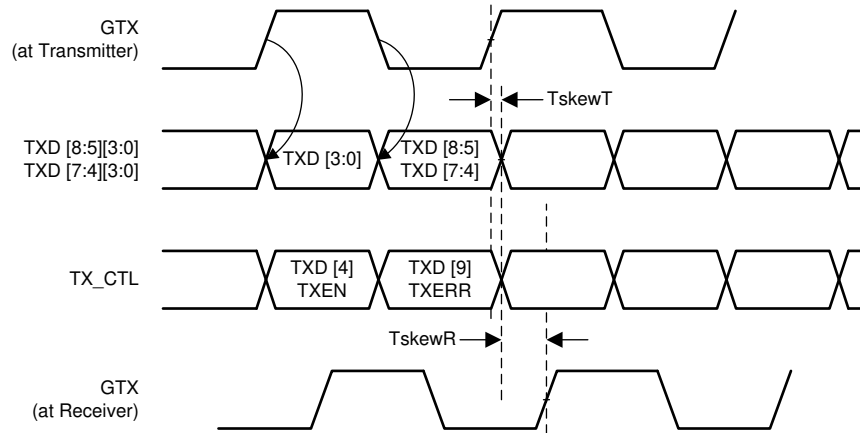 GTX
(at Transmitter)
TskewT
TXD [8:5][3:0]
TXD [7:4][3:0]
TXD [3:0]
TXD [8:5]
TXD [7:4]
TX_CTL
TXD [4]
TXEN
TXD [9]
TXERR
TskewR
GTX
(at Receiver)